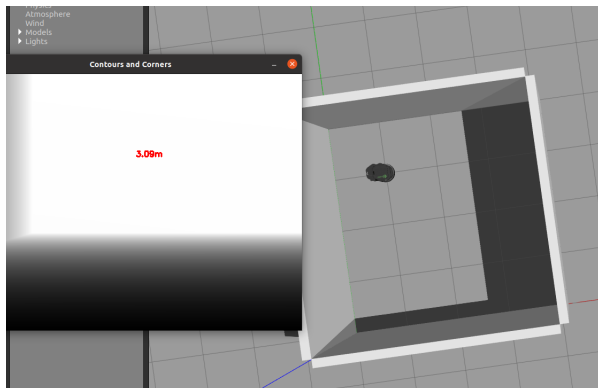 Physics
Atmosphere
Wind
Models
Lights
Contours and Corners
3.09m